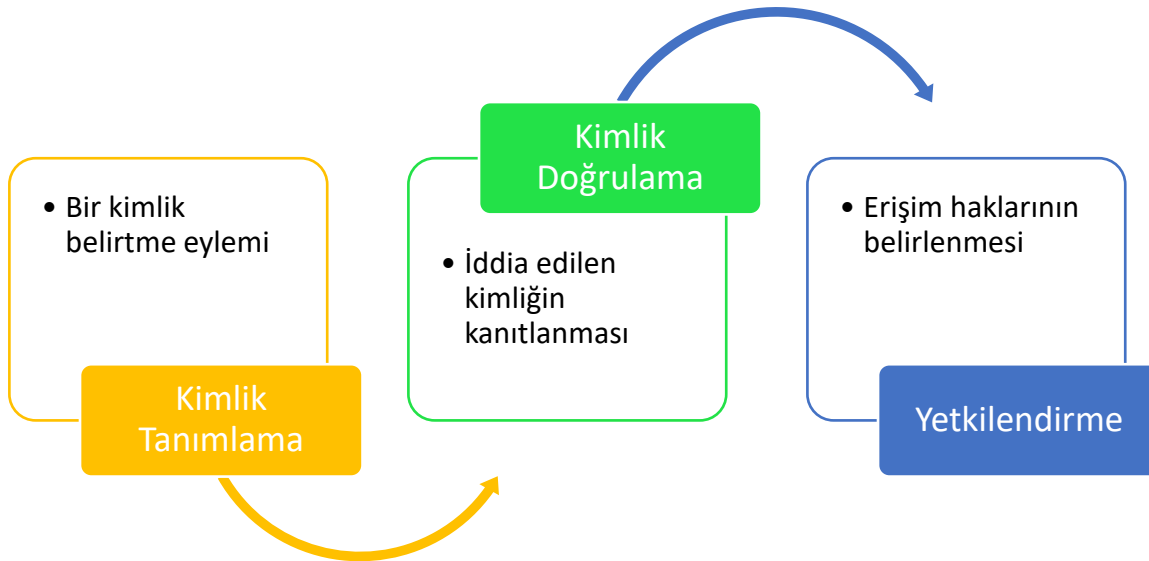 • Bir kimlik
belirtme eylemi
Kimlik
Tanımlama
Kimlik
Doğrulama
• İddia edilen
kimliğin
kanıtlanması
• Erişim haklarının
belirlenmesi
Yetkilendirme